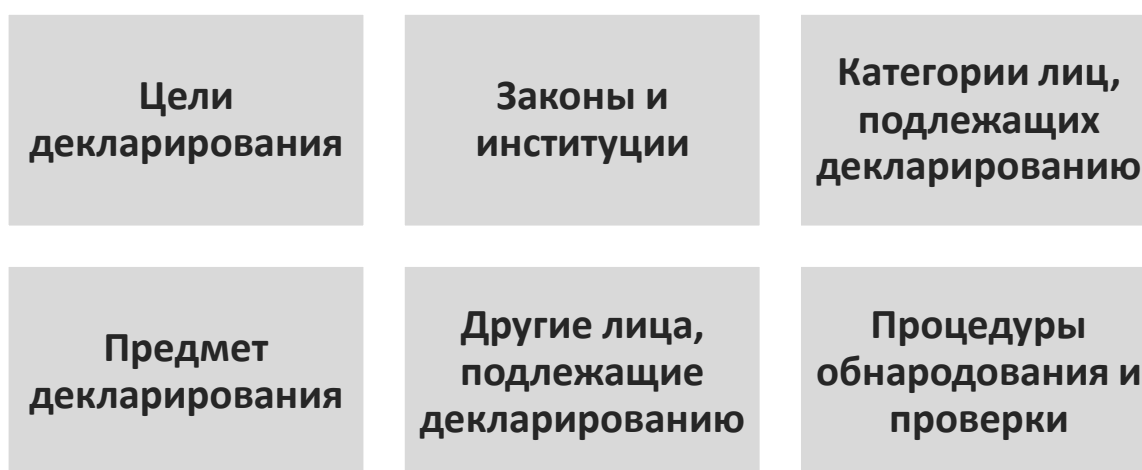 Цели
декларирования
Законы и
институции
Категории лиц,
подлежащих
декларированию
Предмет
декларирования
Другие лица,
подлежащие
декларированию
Процедуры
обнародования и
проверки